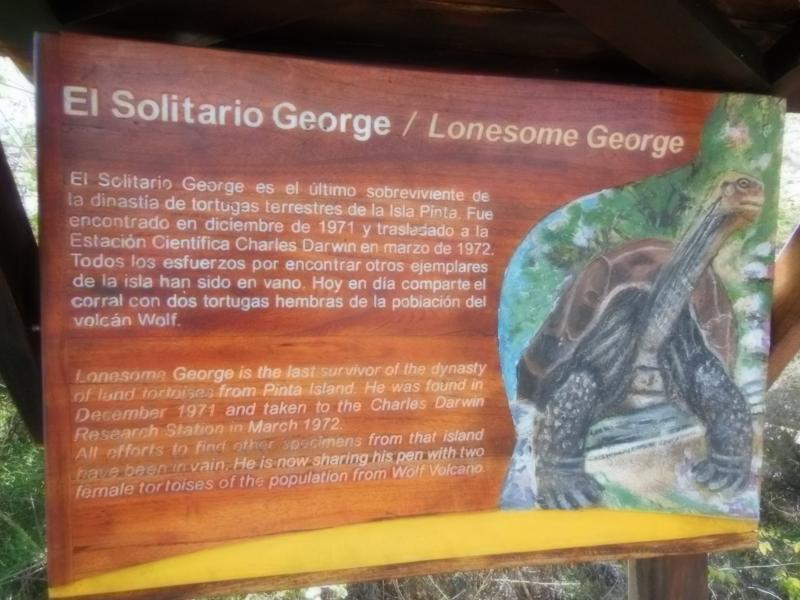 El Solitario George / Lonesome George
El Solitario George es el último sobreviviente de
la dinastía de tortugas terrestres de la Isla Pinta. Fue
encontrado en diciembre de 1971 y trasledado a la
Estación Científica Charles Darwin en marzo de 1972.
Todos los esfuerzos por encontrar otros ejemplares
de la isla han sido en vano. Hoy en día comparte el
corral con dos tortugas hembras de la población del
volcán Wolf.
Lonesome George is the last survivor of the dynasty
of land tortoises from Pinta Island. He was found in
December 1971 and taken to the Charles Darwin
Research Station in March 1972.
All efforts to find other specimens from that island
have been in vain. He is now sharing his pen with two
female tortoises of the population from Wolf Volcano.